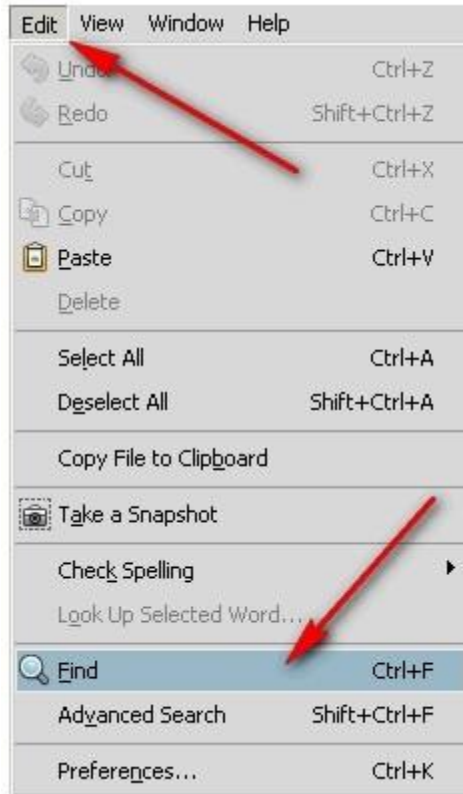 Edit View Window Help
Undo Ctrl+Z
Redo Shift+Ctrl+Z
Cut Ctrl+X
Copy Ctrl+C
Paste Ctrl+V
Delete
Select All Ctrl+A
Deselect All Shift+Ctrl+A
Copy File to Clipboard
Take a Snapshot
Check Spelling
Look Up Selected Word...
Find Ctrl+F
Advanced Search Shift+Ctrl+F
Preferences... Ctrl+K